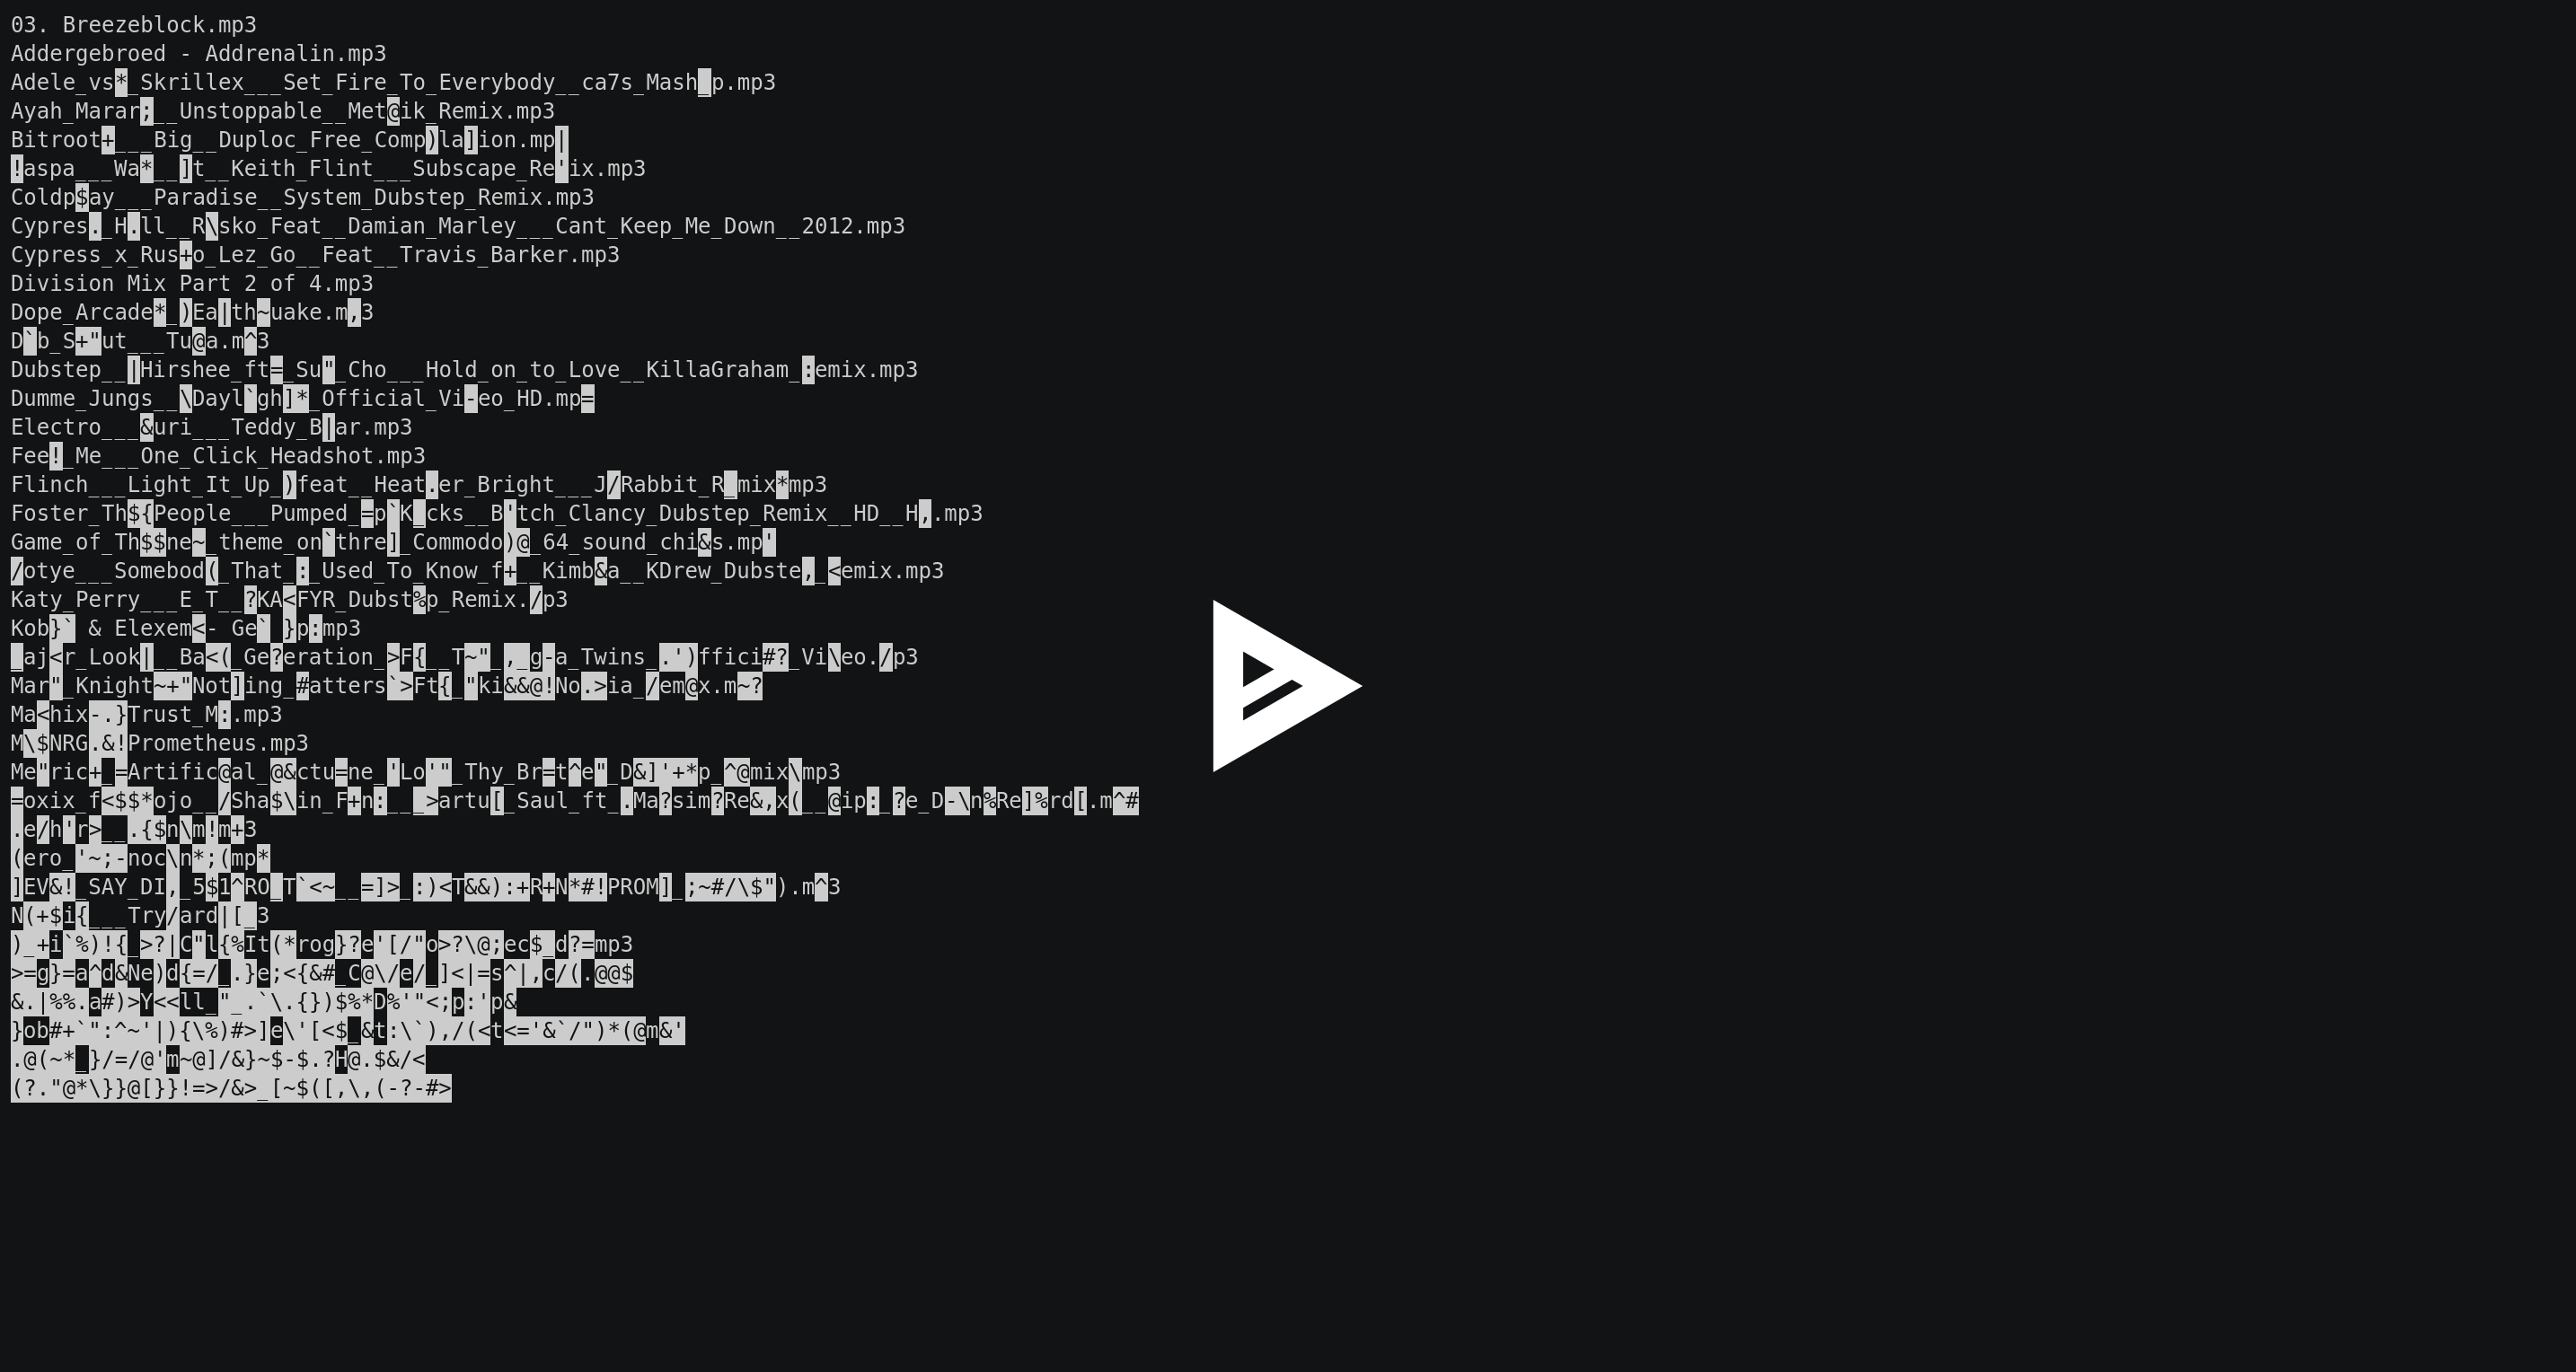 03. Breezeblock.mp3
Addergebroed - Addrenalin.mp3
Adele_vs*_Skrillex___Set_Fire_To_Everybody__ca7s_Mash_p.mp3
Ayah_Marar;__Unstoppable__Met@ik_Remix.mp3
Bitroot+___Big__Duploc_Free_Comp)la]ion.mp|
!aspa___Wa*__]t__Keith_Flint___Subscape_Re'ix.mp3
Coldp$ay___Paradise__System_Dubstep_Remix.mp3
Cypres._H.ll__R\sko_Feat__Damian_Marley___Cant_Keep_Me_Down__2012.mp3
Cypress_x_Rus+o_Lez_Go__Feat__Travis_Barker.mp3
Division Mix Part 2 of 4.mp3
Dope_Arcade*_)Ea|th~uake.m,3
D`b_S+"ut___Tu@a.m^3
Dubstep__|Hirshee_ft=_Su"_Cho___Hold_on_to_Love__KillaGraham_:emix.mp3
Dumme_Jungs__\Dayl`gh]*_Official_Vi-eo_HD.mp=
Electro___&uri___Teddy_B|ar.mp3
Fee!_Me___One_Click_Headshot.mp3
Flinch___Light_It_Up_)feat__Heat.er_Bright___J/Rabbit_R_mix*mp3
Foster_Th${People___Pumped_=p`K_cks__B'tch_Clancy_Dubstep_Remix__HD__H,.mp3
Game_of_Th$$ne~_theme_on`thre]_Commodo)@_64_sound_chi&s.mp'
/otye___Somebod(_That_:_Used_To_Know_f+__Kimb&a__KDrew_Dubste,_<emix.mp3
Katy_Perry___E_T__?KA<FYR_Dubst%p_Remix./p3
Kob}` & Elexem<- Ge` }p:mp3
_aj<r_Look|__Ba<(_Ge?eration_>F{__T~"_,_g-a_Twins_.')ffici#?_Vi\eo./p3
Mar"_Knight~+"Not]ing_#atters`>Ft{_"ki&&@!No.>ia_/em@x.m~?
Ma<hix-.}Trust_M:.mp3
M\$NRG.&!Prometheus.mp3
Me"ric+_=Artific@al_@&ctu=ne_'Lo'"_Thy_Br=t^e"_D&]'+*p_^@mix\mp3
=oxix_f<$$*ojo__/Sha$\in_F+n:___>artu[_Saul_ft_.Ma?sim?Re&,x(__@ip:_?e_D-\n%Re]%rd[.m^#
.e/h'r>__.{$n\m!m+3
(ero_'~;-noc\n*;(mp*
]EV&!_SAY_DI,_5$1^RO_T`<~__=]>_:)<T&&):+R+N*#!PROM]_;~#/\$").m^3
N(+$i{___Try/ard|[_3
)_+i`%)!{_>?|C"l{%It(*rog}?e'[/"o>?\@;ec$_d?=mp3
>=g}=a^d&Ne)d{=/_.}e;<{&#_C@\/e/_]<|=s^|,c/(.@@$
&.|%%.a#)>Y<<ll_"_.`\.{})$%*D%'"<;p:'p&
}ob#+`":^~'|){\%)#>]e\'[<$_&t:\`),/(<t<='&`/")*(@m&'
.@(~*_}/=/@'m~@]/&}~$-$.?H@.$&/<
(?."@*\}}@[}}!=>/&>_[~$([,\,(-?-#>